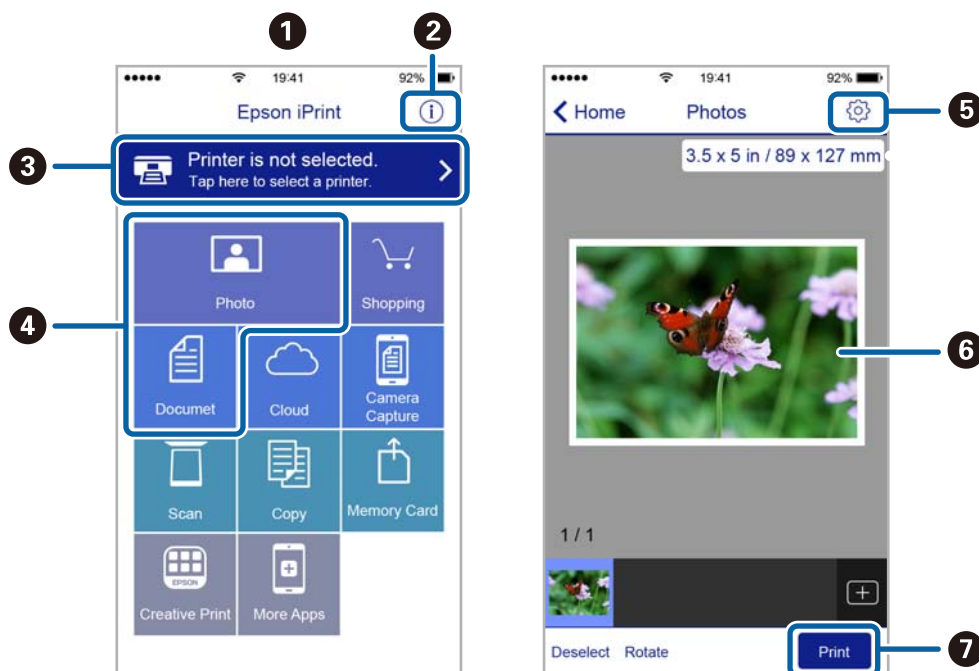 1
2
19:41
92%
Epson iPrint
i
3
Printer is not selected.
Tap here to select a printer.
4
Photo
Shopping
Documet
Cloud
Camera
Capture
Scan
Copy
Memory Card
EPSON
Creative Print
More Apps
19:41
92%
Home
Photos
5
3.5 x 5 in / 89 x 127 mm
6
1 / 1
Deselect
Rotate
Print
7